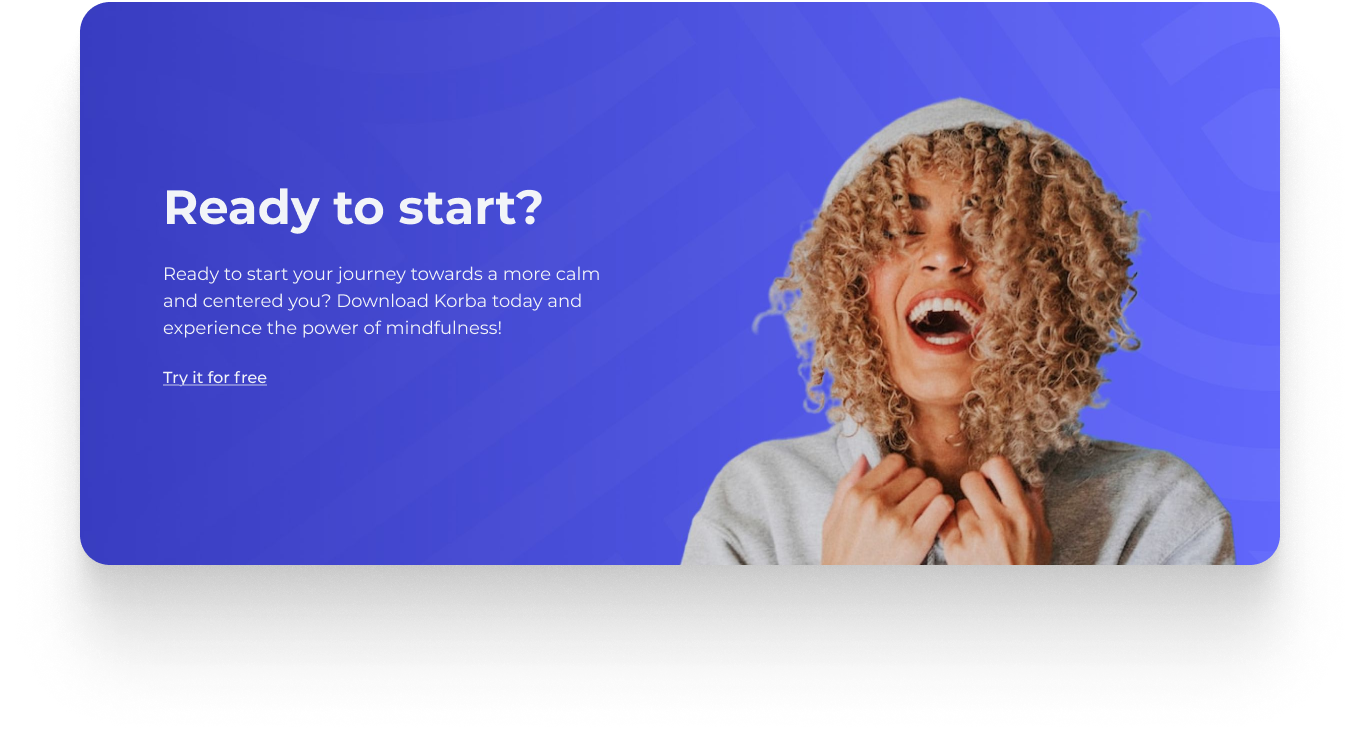 Ready to start?
Ready to start your journey towards a more calm
and centered you? Download Korba today and
experience the power of mindfulness!
Try it for free